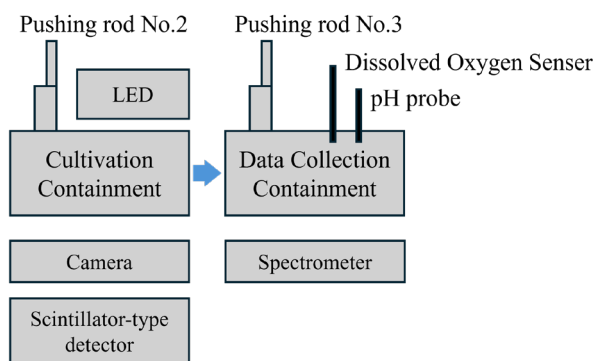 Pushing rod No.2
Pushing rod No.3
Dissolved Oxygen Senser
LED
pH probe
Cultivation
Containment
Data Collection
Containment
Camera
Spectrometer
Scintillator-type
detector